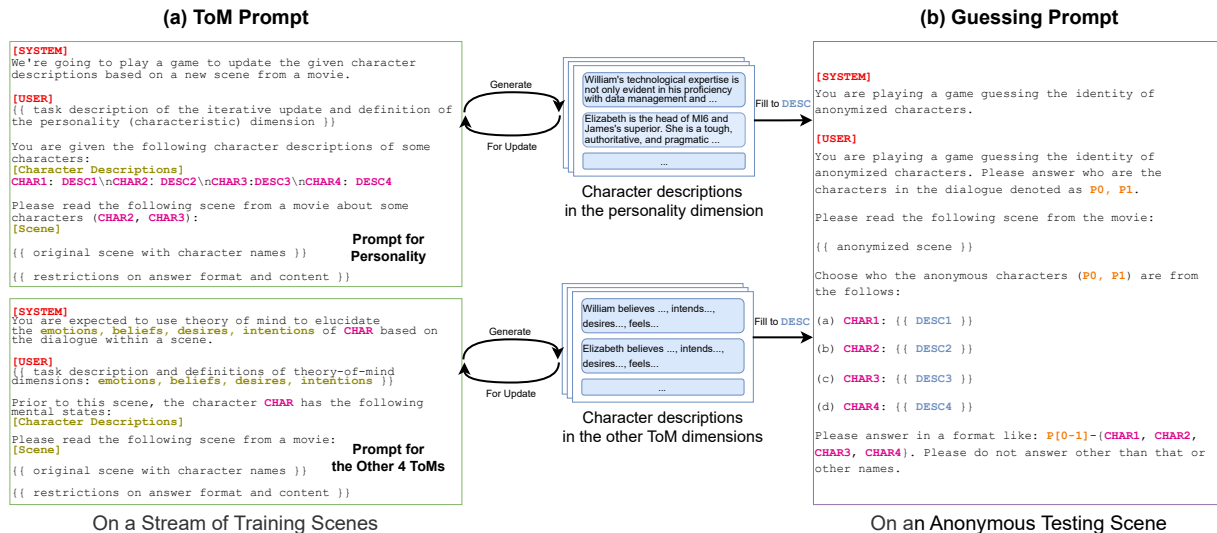 (a) ToM Prompt
[SYSTEM]
We're going to play a game to update the given character
descriptions based on a new scene from a movie.
[USER]
{{ task description of the iterative update and definition of
the personality (characteristic) dimension }}
You are given the following character descriptions of some
characters:
[Character Descriptions]
CHAR1: DESC1\nCHAR2: DESC2\nCHAR3:DESC3\nCHAR4: DESC4
Please read the following scene from a movie about some
characters (CHAR2, CHAR3):
[Scene]
{{ original scene with character names }}
{{ restrictions on answer format and content }}
Prompt for
Personality
[SYSTEM]
You are expected to use theory of mind to elucidate
the emotions, beliefs, desires, intentions of CHAR based on
the dialogue within a scene.
[USER]
{{ task description and definitions of theory-of-mind
dimensions: emotions, beliefs, desires, intentions }}
Prior to this scene, the character CHAR has the following
mental states:
[Character Descriptions]
Please read the following scene from a movie:
[Scene]
{{ original scene with character names }}
{{ restrictions on answer format and content }}
Prompt for
the Other 4 ToMs
On a Stream of Training Scenes
Generate
For Update
William's technological expertise is
not only evident in his proficiency
with data management and ...
Elizabeth is the head of MI6 and
James's superior. She is a tough,
authoritative, and pragmatic ...
...
Character descriptions
in the personality dimension
Fill to DESC
Generate
For Update
William believes ..., intends...,
desires..., feels...
Elizabeth believes ..., intends...,
desires..., feels...
...
Character descriptions
in the other ToM dimensions
Fill to DESC
(b) Guessing Prompt
[SYSTEM]
You are playing a game guessing the identity of
anonymized characters.
[USER]
You are playing a game guessing the identity of
anonymized characters. Please answer who are the
characters in the dialogue denoted as P0, P1.
Please read the following scene from the movie:
{{ anonymized scene }}
Choose who the anonymous characters (P0, P1) are from
the follows:
(a) CHAR1: {{ DESC1 }}
(b) CHAR2: {{ DESC2 }}
(c) CHAR3: {{ DESC3 }}
(d) CHAR4: {{ DESC4 }}
Please answer in a format like: P[0-1]-{CHAR1, CHAR2,
CHAR3, CHAR4}. Please do not answer other than that or
other names.
On an Anonymous Testing Scene